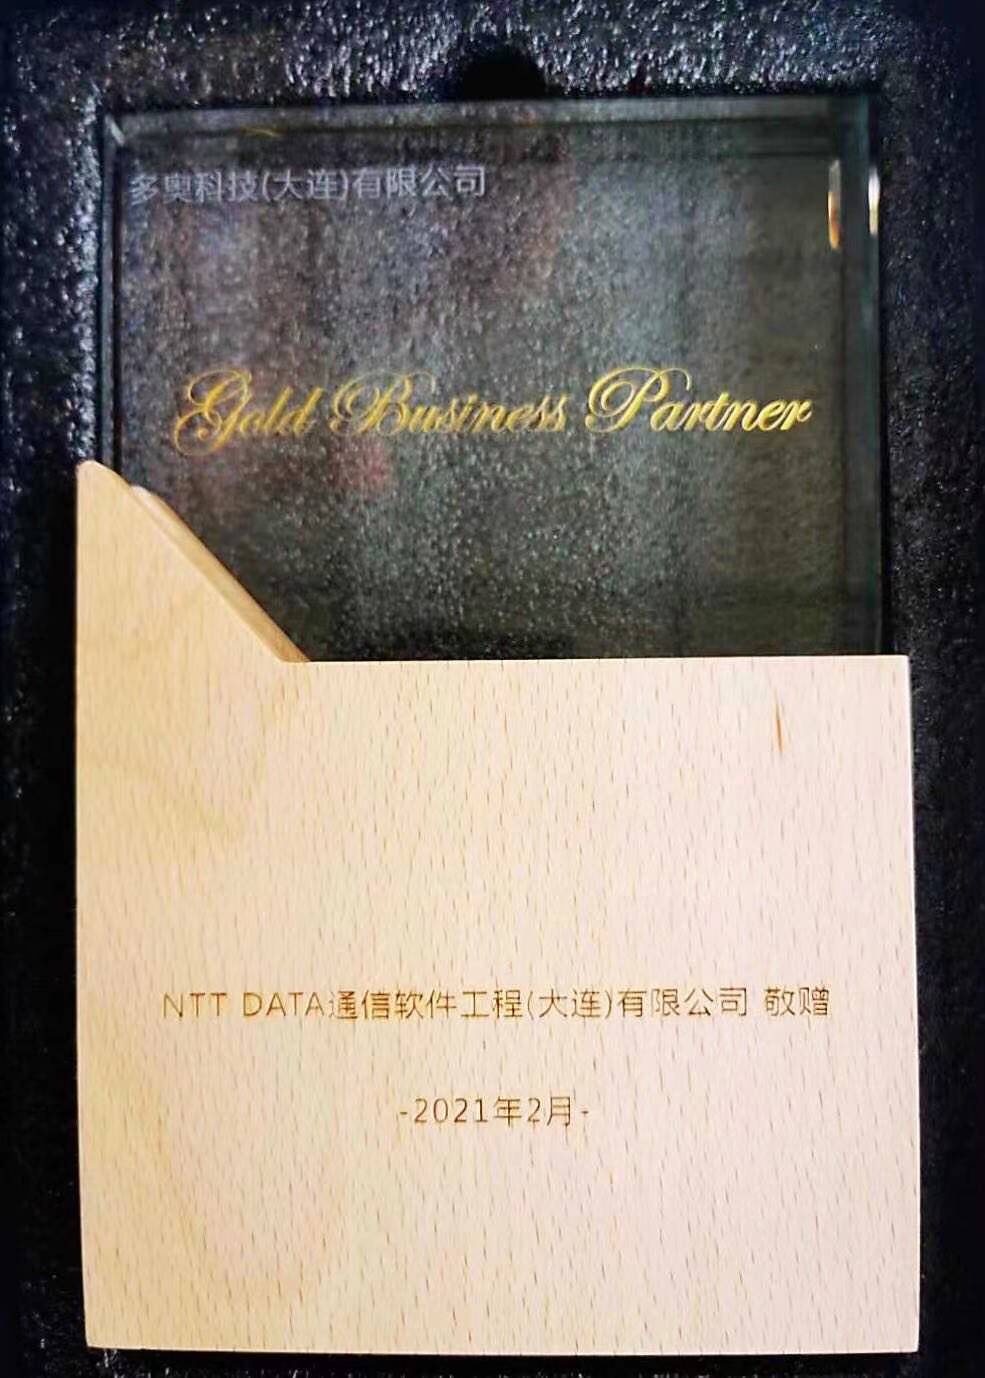 多奥科技(大连)有限公司
Gold Business Partner
NTT DATA通信软件工程(大连)有限公司 敬赠
-2021年2月-